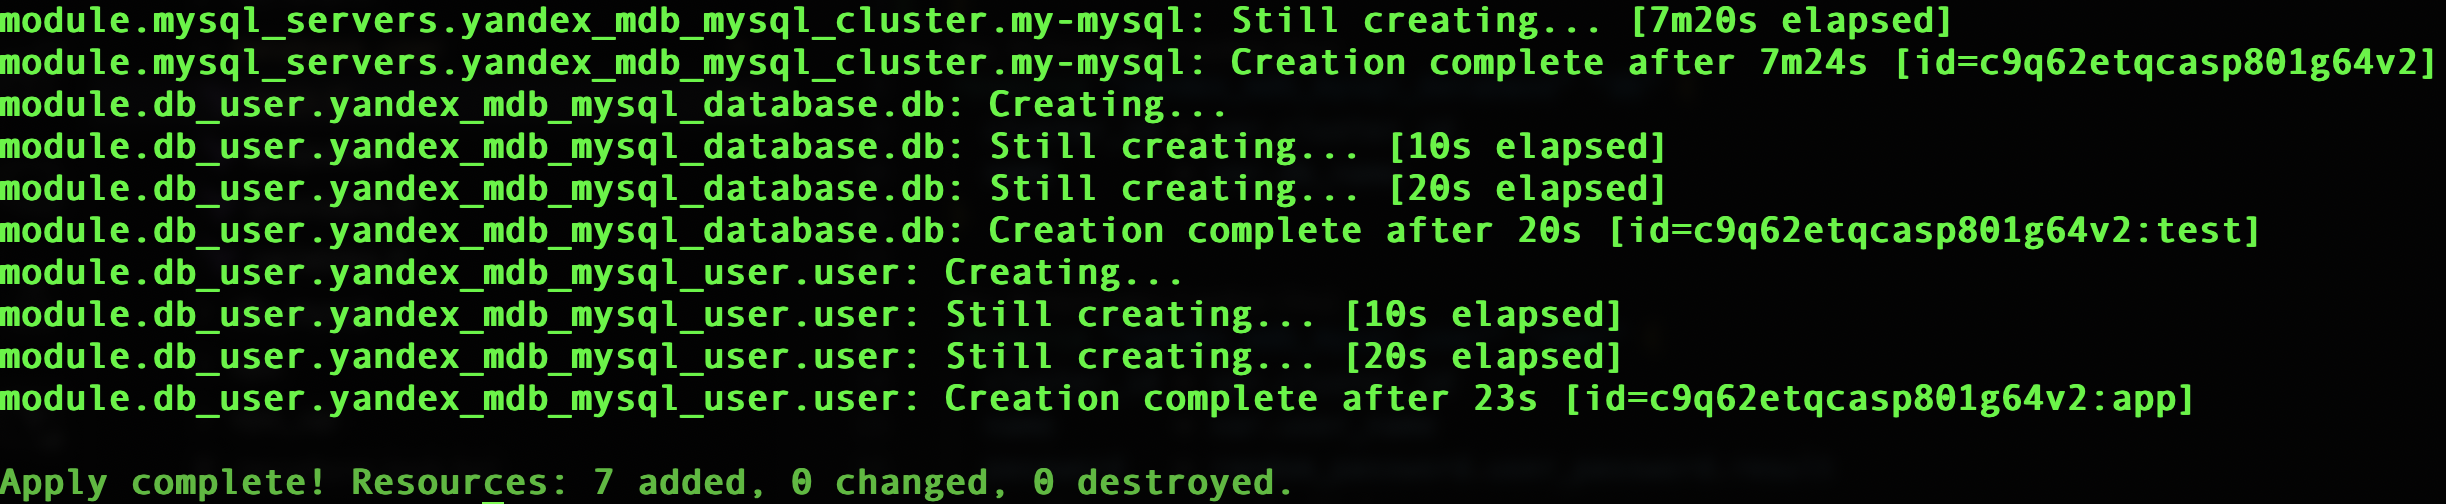 module.mysql_servers.yandex_mdb_mysql_cluster.my-mysql: Still creating... [7m20s elapsed]
module.mysql_servers.yandex_mdb_mysql_cluster.my-mysql: Creation complete after 7m24s [id=c9q62etqcasp801g64v2]
module.db_user.yandex_mdb_mysql_database.db: Creating...
module.db_user.yandex_mdb_mysql_database.db: Still creating... [10s elapsed]
module.db_user.yandex_mdb_mysql_database.db: Still creating... [20s elapsed]
module.db_user.yandex_mdb_mysql_database.db: Creation complete after 20s [id=c9q62etqcasp801g64v2:test]
module.db_user.yandex_mdb_mysql_user.user: Creating...
module.db_user.yandex_mdb_mysql_user.user: Still creating... [10s elapsed]
module.db_user.yandex_mdb_mysql_user.user: Still creating... [20s elapsed]
module.db_user.yandex_mdb_mysql_user.user: Creation complete after 23s [id=c9q62etqcasp801g64v2:app]
Apply complete! Resources: 7 added, 0 changed, 0 destroyed.